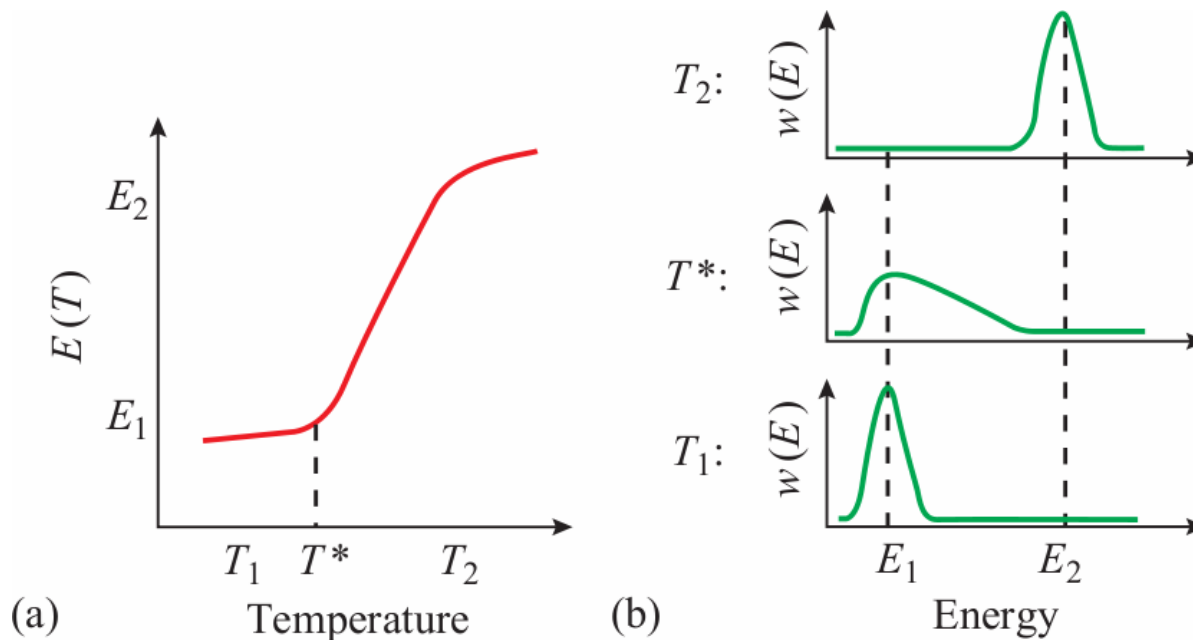 E(T)
E₂
E₁
T₁ T* T₂
(a) Temperature
T₂: w(E)
T*: w(E)
T₁: w(E)
E₁ E₂
(b) Energy